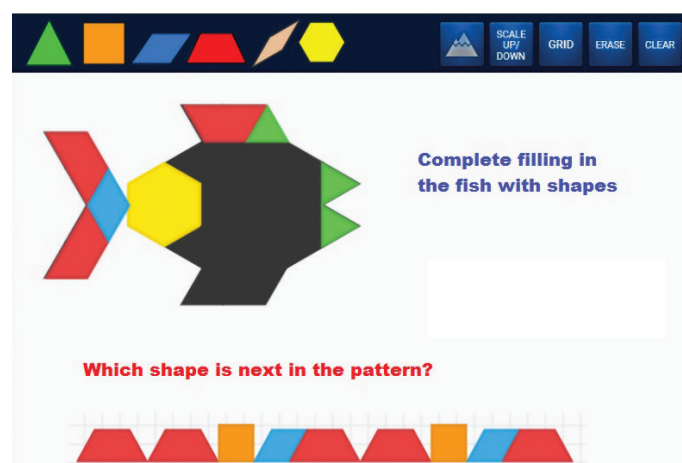 SCALE
UP/
DOWN
GRID
ERASE
CLEAR
Complete filling in
the fish with shapes
Which shape is next in the pattern?